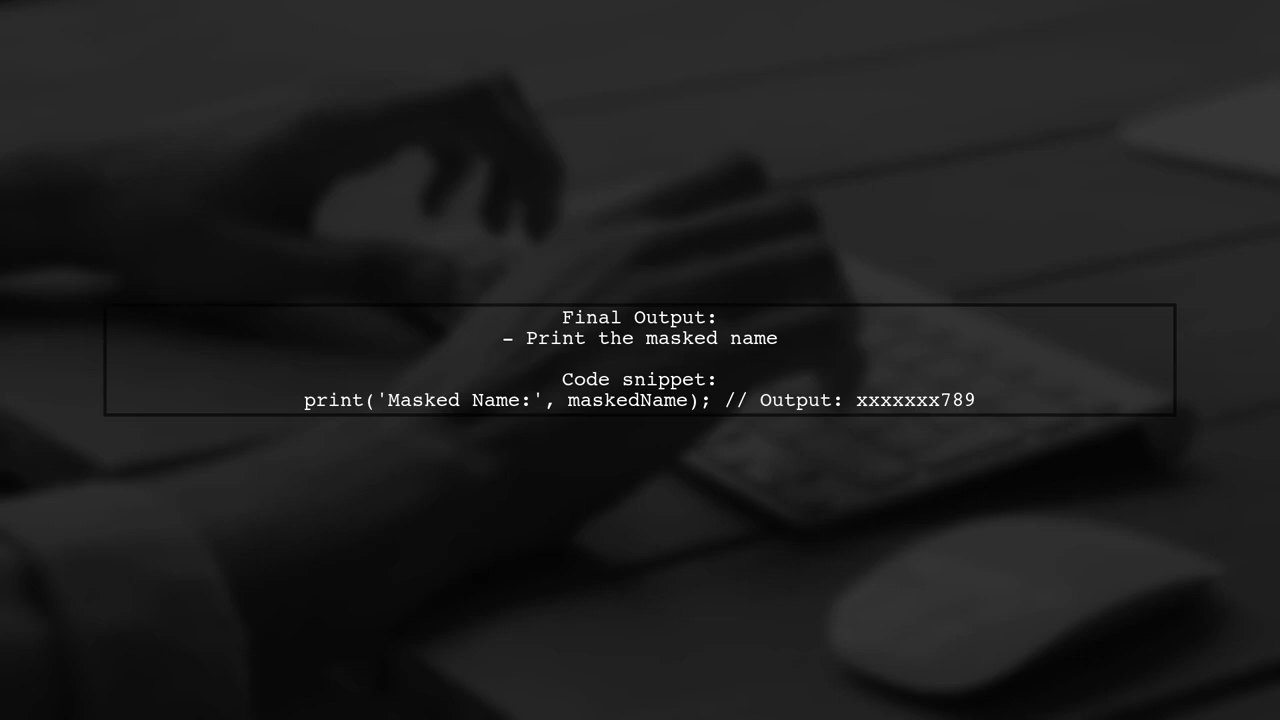 Final Output:
- Print the masked name
Code snippet:
print('Masked Name:', maskedName); // Output: xxxxxxx789